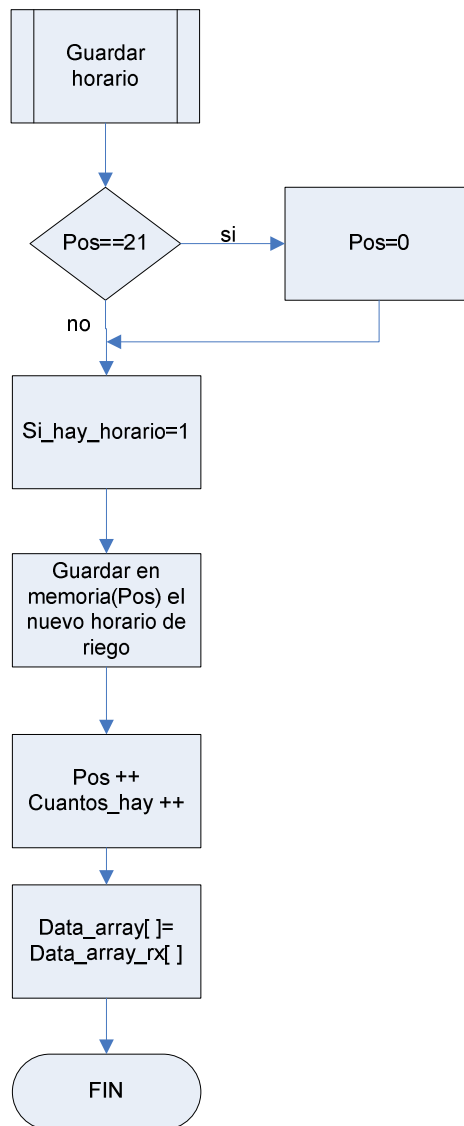 Guardar
horario
Pos==21
si
Pos=0
no
Si_hay_horario=1
Guardar en
memoria(Pos) el
nuevo horario de
riego
Pos ++
Cuantos_hay ++
Data_array[ ]=
Data_array_rx[ ]
FIN